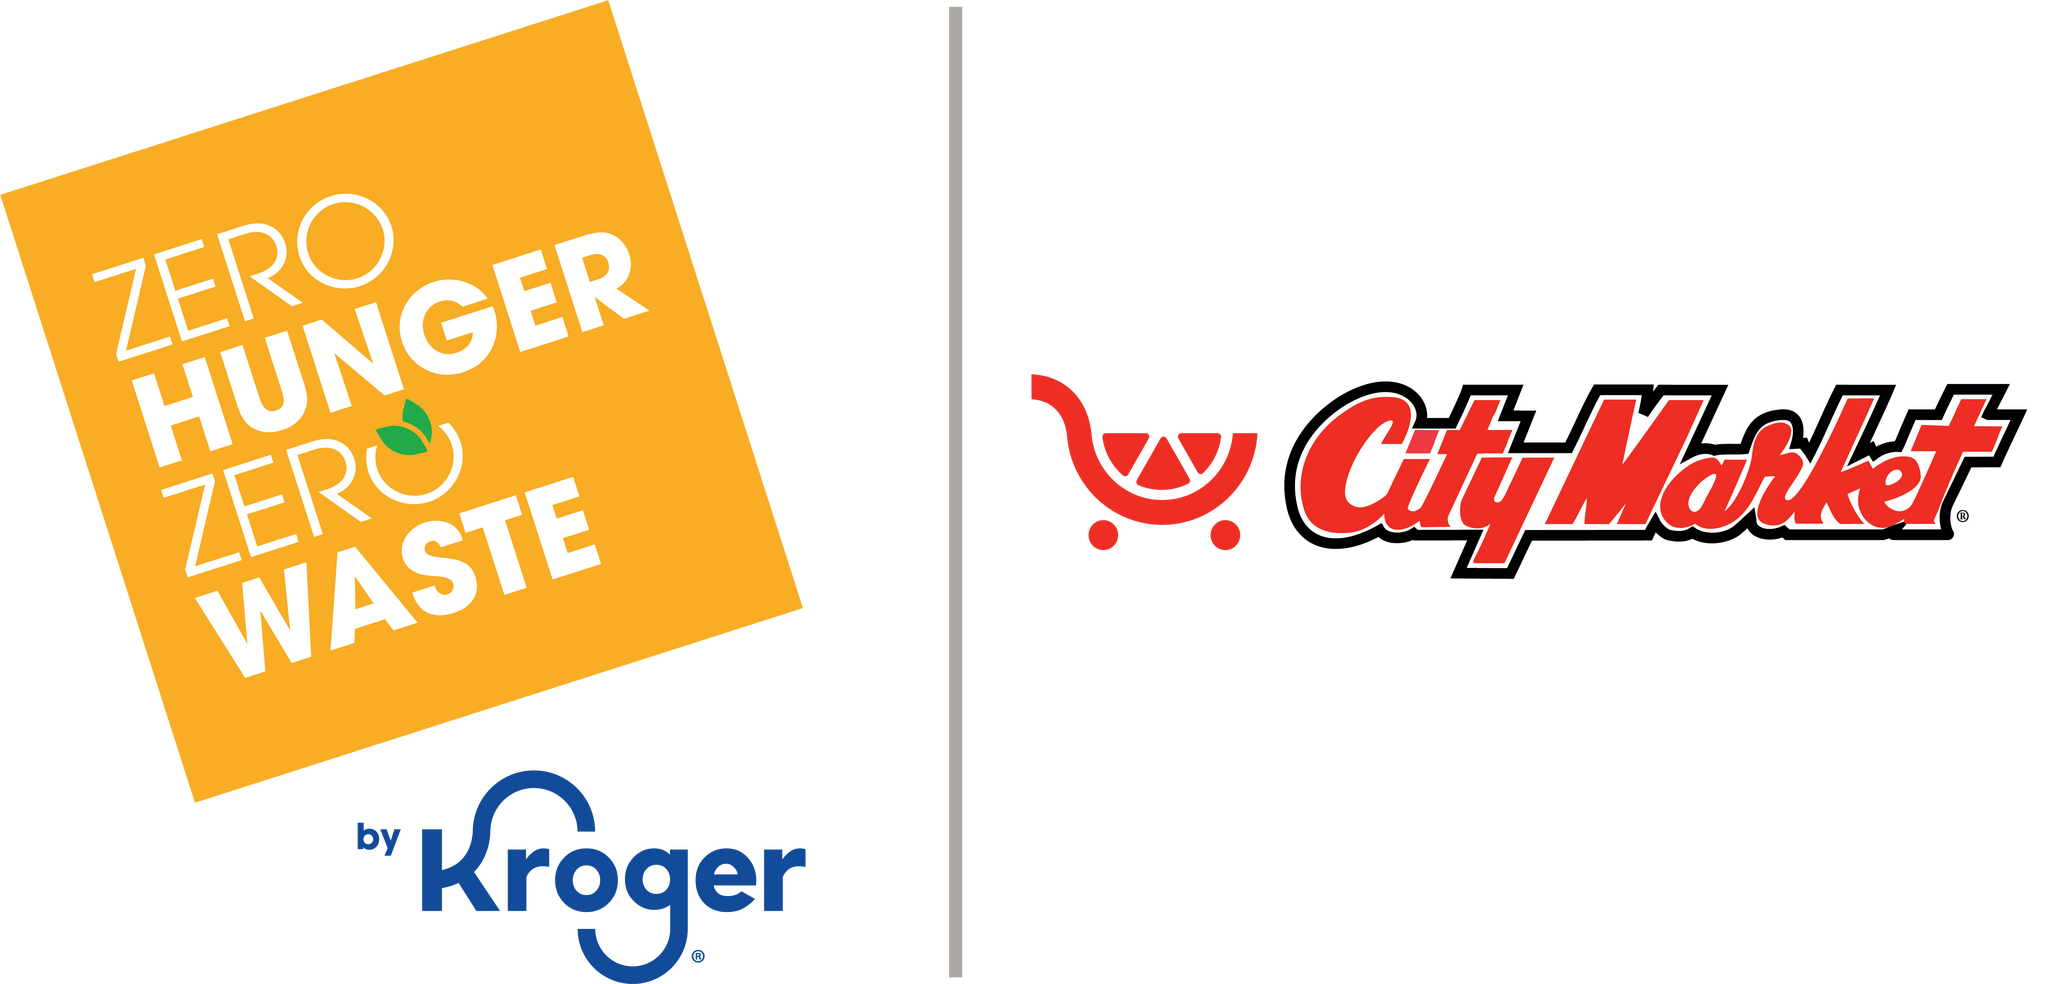 ZERO
HUNGER
ZERO
WASTE
by Kroger®
City Market®